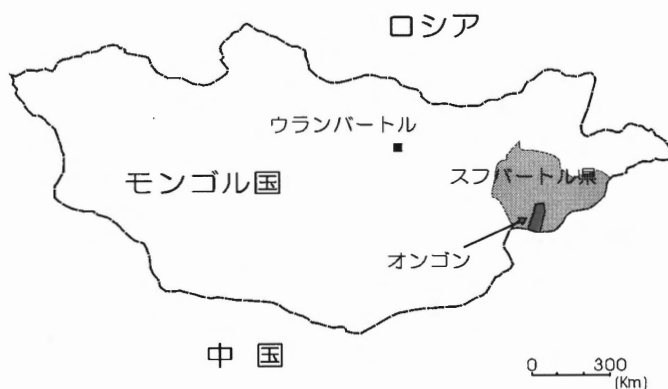 ロシア
ウランバートル
モンゴル国
スフバートル県
オンゴン
中国
0 300
(Km)